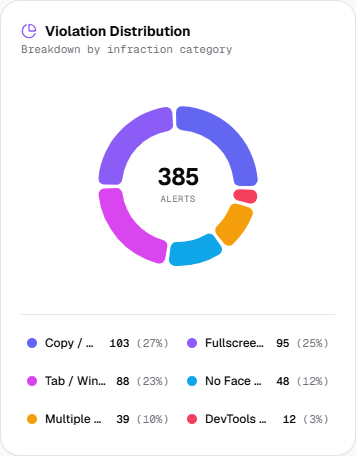 Violation Distribution
Breakdown by infraction category
385
ALERTS
Copy / ... 103 (27%) Fullscree... 95 (25%)
Tab / Win... 88 (23%) No Face ... 48 (12%)
Multiple ... 39 (10%) DevTools ... 12 (3%)